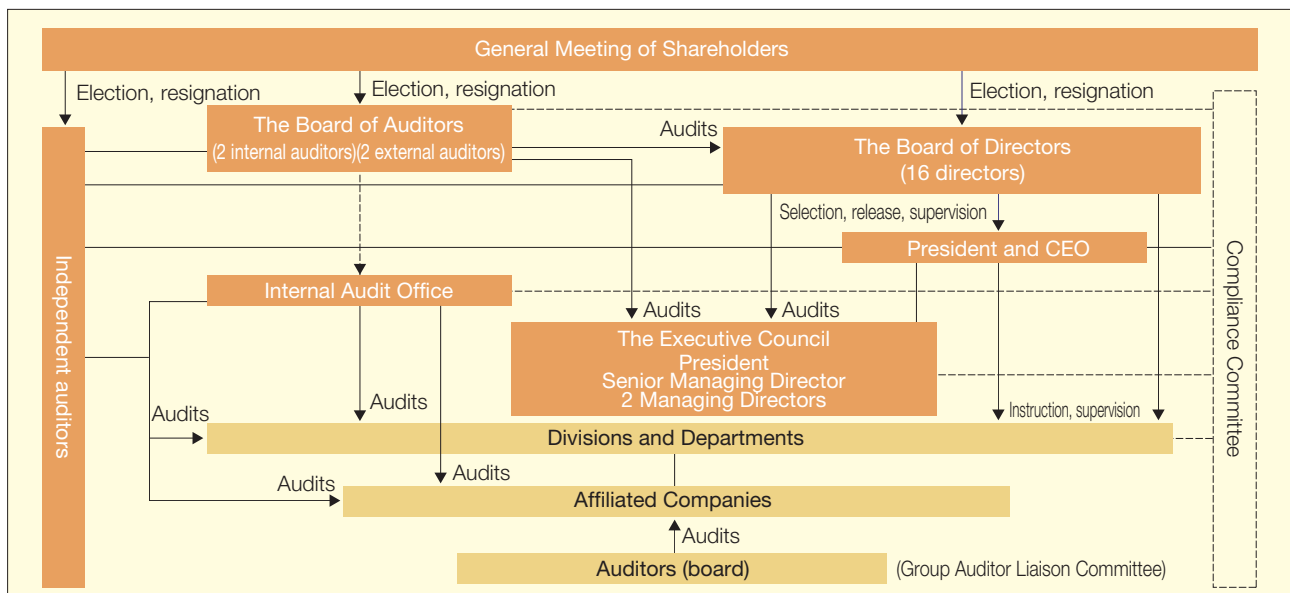 General Meeting of Shareholders
Election, resignation
Election, resignation
Election, resignation
The Board of Auditors
(2 internal auditors)(2 external auditors)
Audits
The Board of Directors
(16 directors)
Selection, release, supervision
President and CEO
Independent auditors
Compliance Committee
Internal Audit Office
Audits
Audits
The Executive Council
President
Senior Managing Director
2 Managing Directors
Audits
Audits
Instruction, supervision
Divisions and Departments
Audits
Audits
Affiliated Companies
Audits
Auditors (board)
(Group Auditor Liaison Committee)